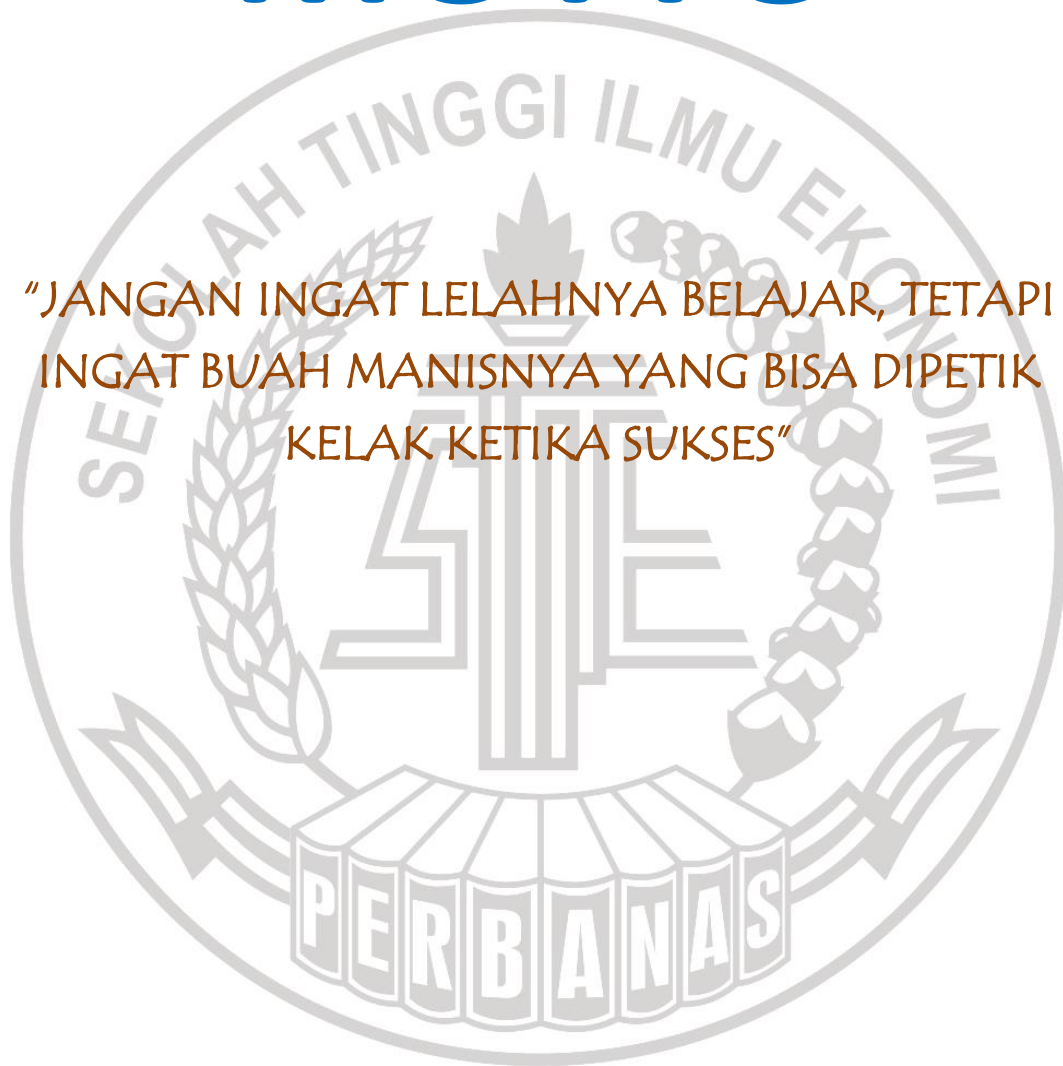 SEKOLAH TINGGI ILMU EKONOMI
"JANGAN INGAT LELAHNYA BELAJAR, TETAPI
INGAT BUAH MANISNYA YANG BISA DIPETIK
KELAK KETIKA SUKSES"
STIE
PERBANAS